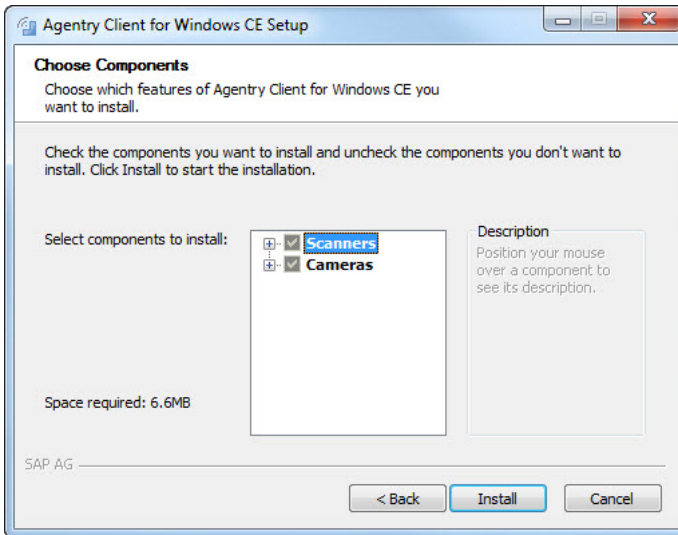 Agentry Client for Windows CE Setup
Choose Components
Choose which features of Agentry Client for Windows CE you
want to install.
Check the components you want to install and uncheck the components you don't want to
install. Click Install to start the installation.
Select components to install:
Scanners
Cameras
Description
Position your mouse
over a component to
see its description.
Space required: 6.6MB
SAP AG
< Back
Install
Cancel